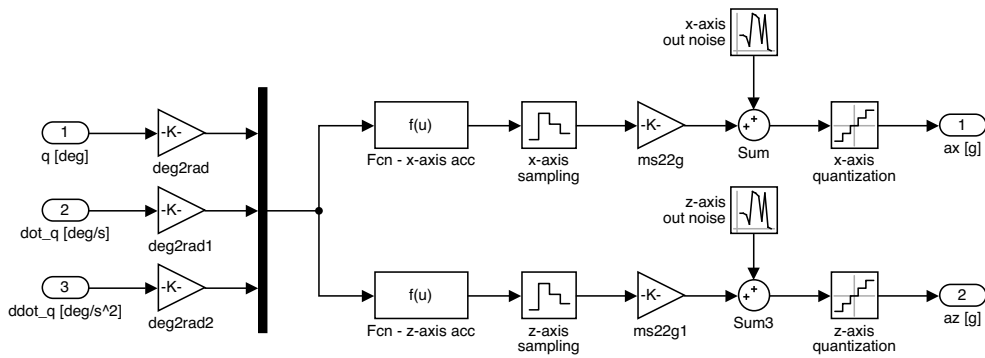 x-axis
out noise
1
-K-
f(u)
-K-
+
+
1
q [deg]
deg2rad
Fcn - x-axis acc
x-axis
sampling
ms22g
Sum
x-axis
quantization
ax [g]
2
-K-
z-axis
out noise
dot_q [deg/s]
deg2rad1
3
-K-
f(u)
-K-
+
+
2
ddot_q [deg/s^2]
deg2rad2
Fcn - z-axis acc
z-axis
sampling
ms22g1
Sum3
z-axis
quantization
az [g]